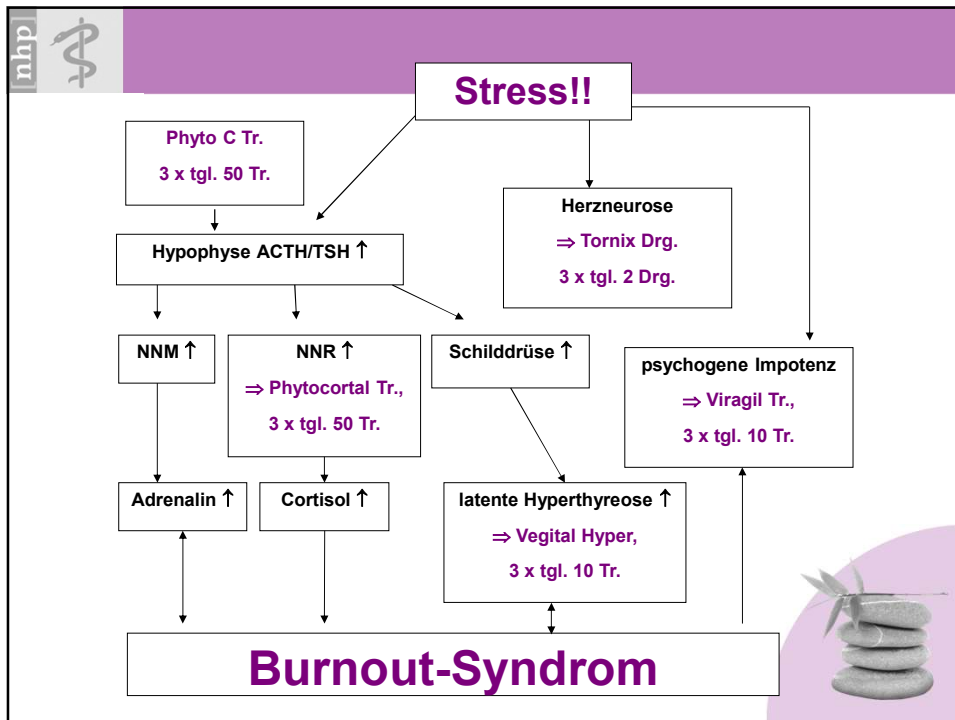 [nhp]
Stress!!
Phyto C Tr.
3 x tgl. 50 Tr.
Hypophyse ACTH/TSH ↑
Herzneurose
⇒ Tornix Drg.
3 x tgl. 2 Drg.
NNM ↑
NNR ↑
⇒ Phytocortal Tr.,
3 x tgl. 50 Tr.
Schilddrüse ↑
psychogene Impotenz
⇒ Viragil Tr.,
3 x tgl. 10 Tr.
Adrenalin ↑
Cortisol ↑
latente Hyperthyreose ↑
⇒ Vegital Hyper,
3 x tgl. 10 Tr.
Burnout-Syndrom